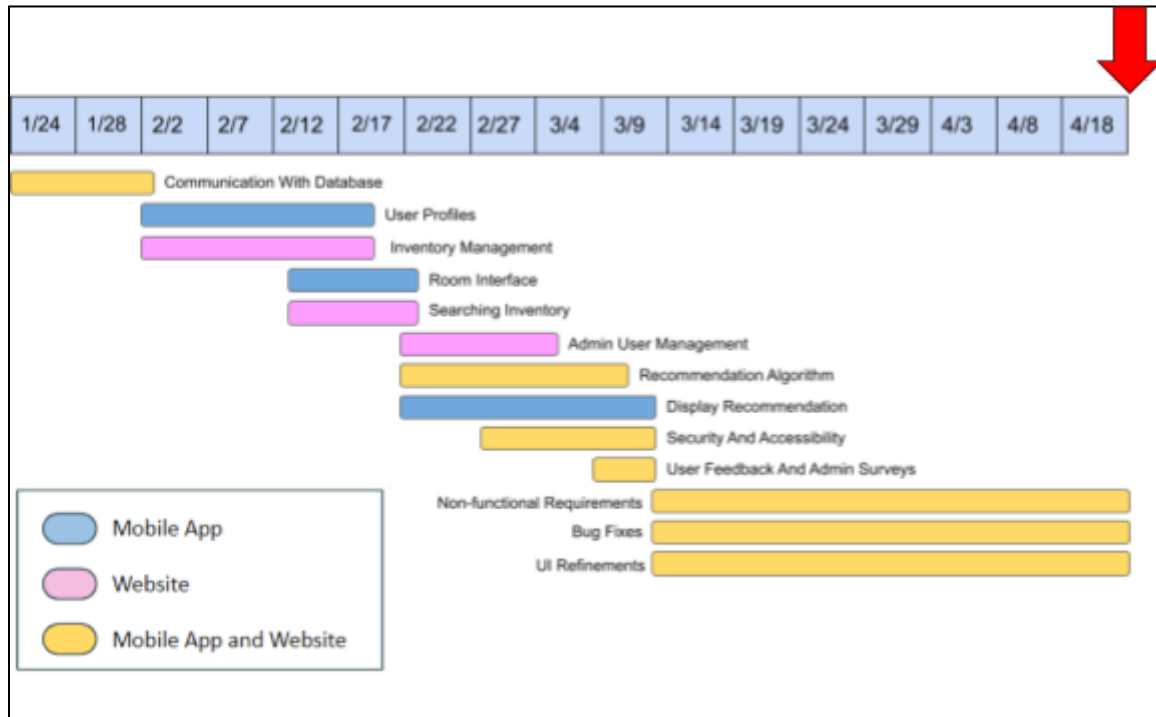 1/24 1/28 2/2 2/7 2/12 2/17 2/22 2/27 3/4 3/9 3/14 3/19 3/24 3/29 4/3 4/8 4/18
Communication With Database
User Profiles
Inventory Management
Room Interface
Searching Inventory
Admin User Management
Recommendation Algorithm
Display Recommendation
Security And Accessibility
User Feedback And Admin Surveys
Non-functional Requirements
Bug Fixes
UI Refinements
Mobile App
Website
Mobile App and Website